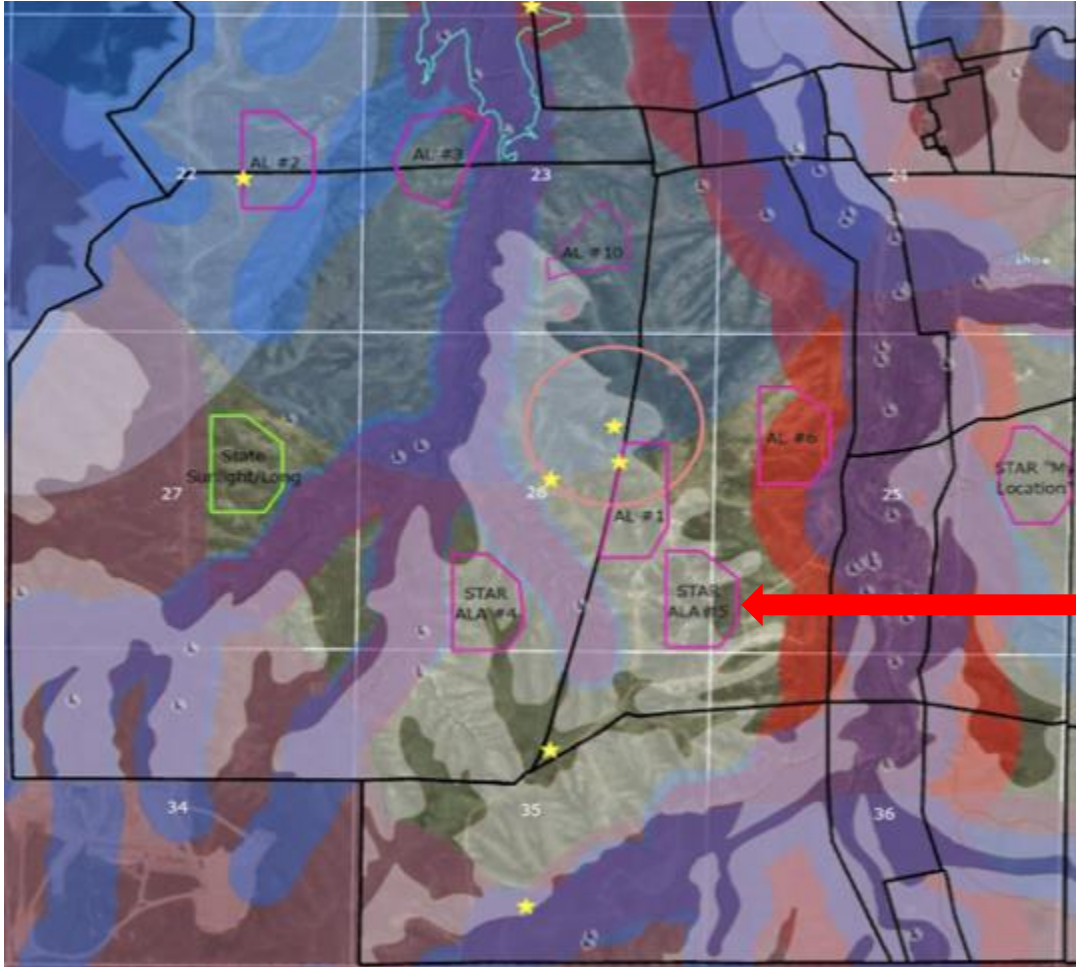 AL #2
AL #3
22
23
24
AL #10
AL #6
State
Sunlight/Long
27
26
25
STAR "My
Location"
AL #1
STAR
ALA #4
STAR
ALA #5
34
35
36